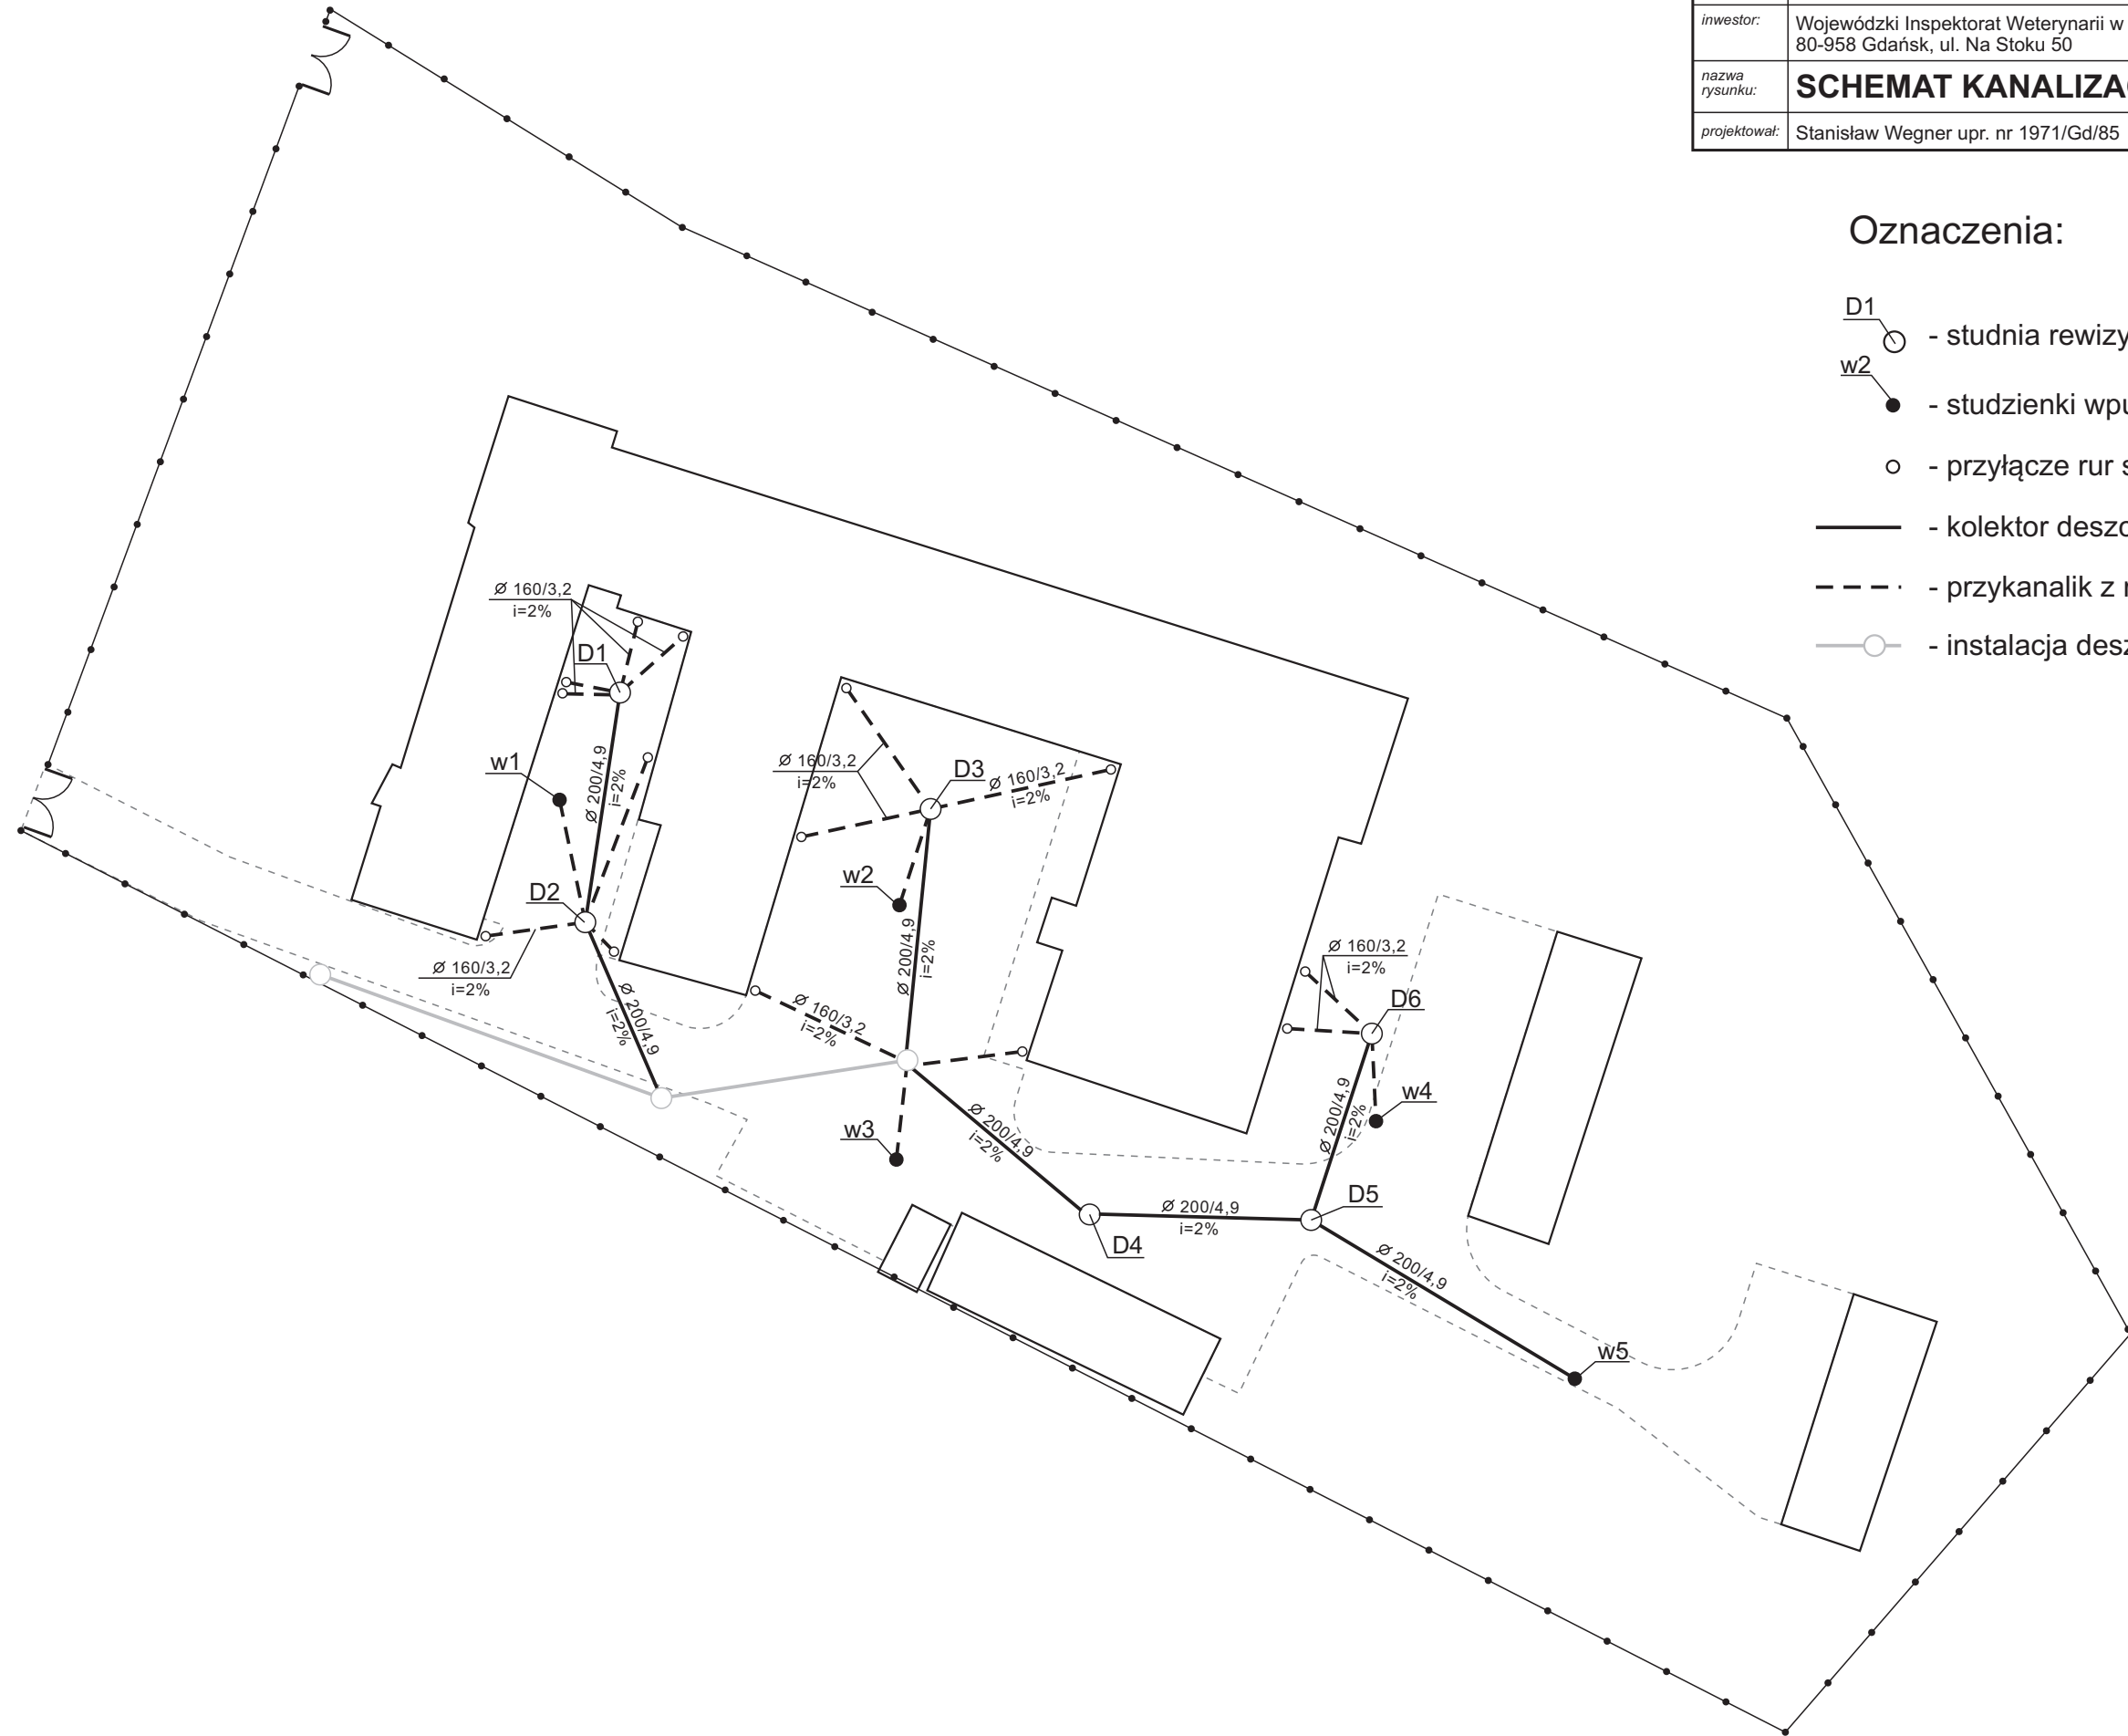 inwestor:
Wojewódzki Inspektorat Weterynarii w
80-958 Gdańsk, ul. Na Stoku 50
nazwa
rysunku:
SCHEMAT
projektował:
Stanisław Wegner upr. nr 1971/Gd/85
Oznaczenia:
D1
- studnia
w2
- studzienki
- przyłącze rur
- kolektor
- przykanalik z
- instalacja
Ø 160/3,2
i=2%
D1
w1
Ø 200/4,9
i=2%
D2
Ø 160/3,2
i=2%
Ø 200/4,9
i=2%
Ø 160/3,2
i=2%
D3
Ø 160/3,2
i=2%
w2
Ø 200/4,9
i=2%
Ø 160/3,2
i=2%
w3
Ø 160/3,2
i=2%
D6
w4
Ø 200/4,9
i=2%
Ø 200/4,9
i=2%
D4
Ø 200/4,9
i=2%
D5
Ø 200/4,9
i=2%
w5